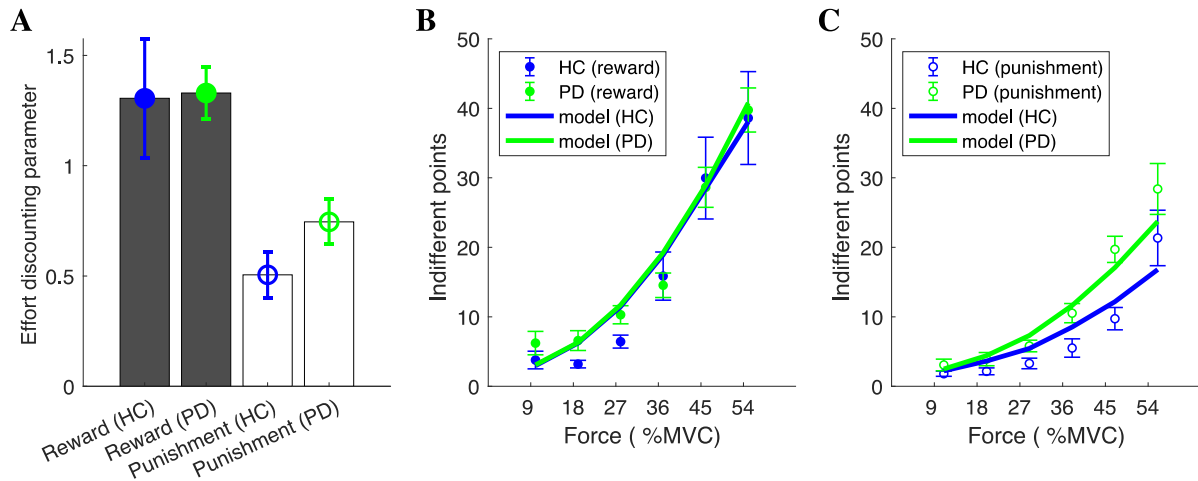 A
Effort discounting parameter
1.5
1
0.5
0
Reward (HC)
Reward (PD)
Punishment (HC)
Punishment (PD)
B
Indifferent points
50
40
30
20
10
0
HC (reward)
PD (reward)
model (HC)
model (PD)
9 18 27 36 45 54
Force ( %MVC)
C
Indifferent points
50
40
30
20
10
0
HC (punishment)
PD (punishment)
model (HC)
model (PD)
9 18 27 36 45 54
Force ( %MVC)